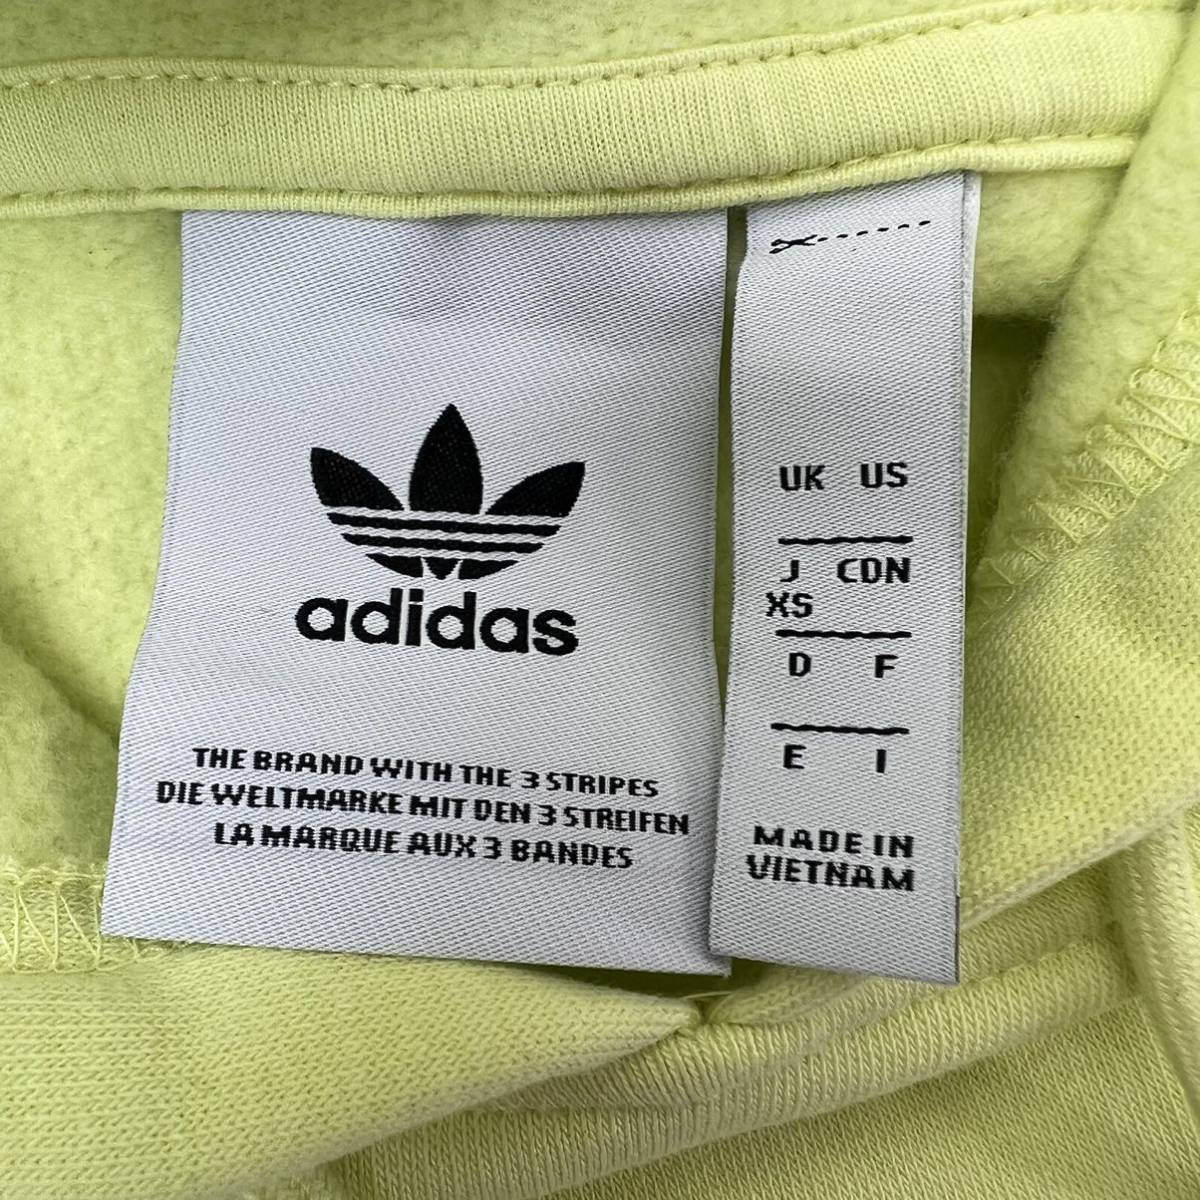 adidas
THE BRAND WITH THE 3 STRIPES
DIE WELTMARKE MIT DEN 3 STREIFEN
LA MARQUE AUX 3 BANDES
UK US
J CDN
XS
D F
E I
MADE IN
VIETNAM